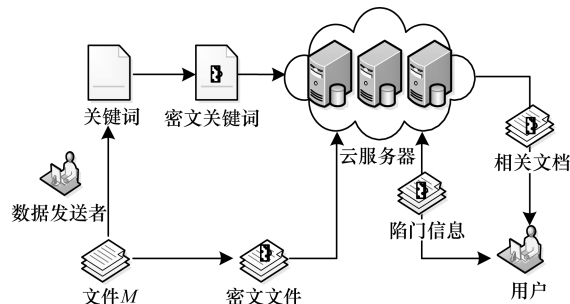 关键词
密文关键词
云服务器
相关文档
数据发送者
陷门信息
文件M
密文文件
用户